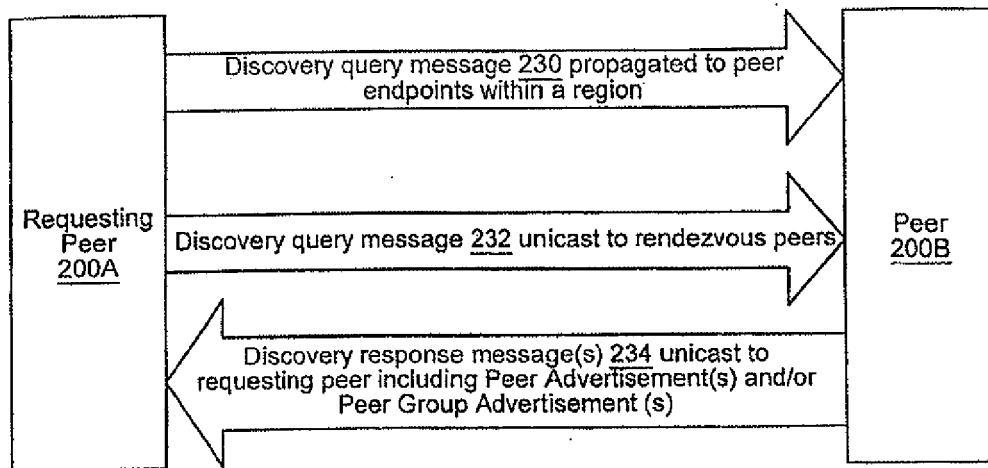 Discovery query message 230 propagated to peer
endpoints within a region
Requesting
Peer
200A
Discovery query message 232 unicast to rendezvous peers
Peer
200B
Discovery response message(s) 234 unicast to
requesting peer including Peer Advertisement(s) and/or
Peer Group Advertisement (s)